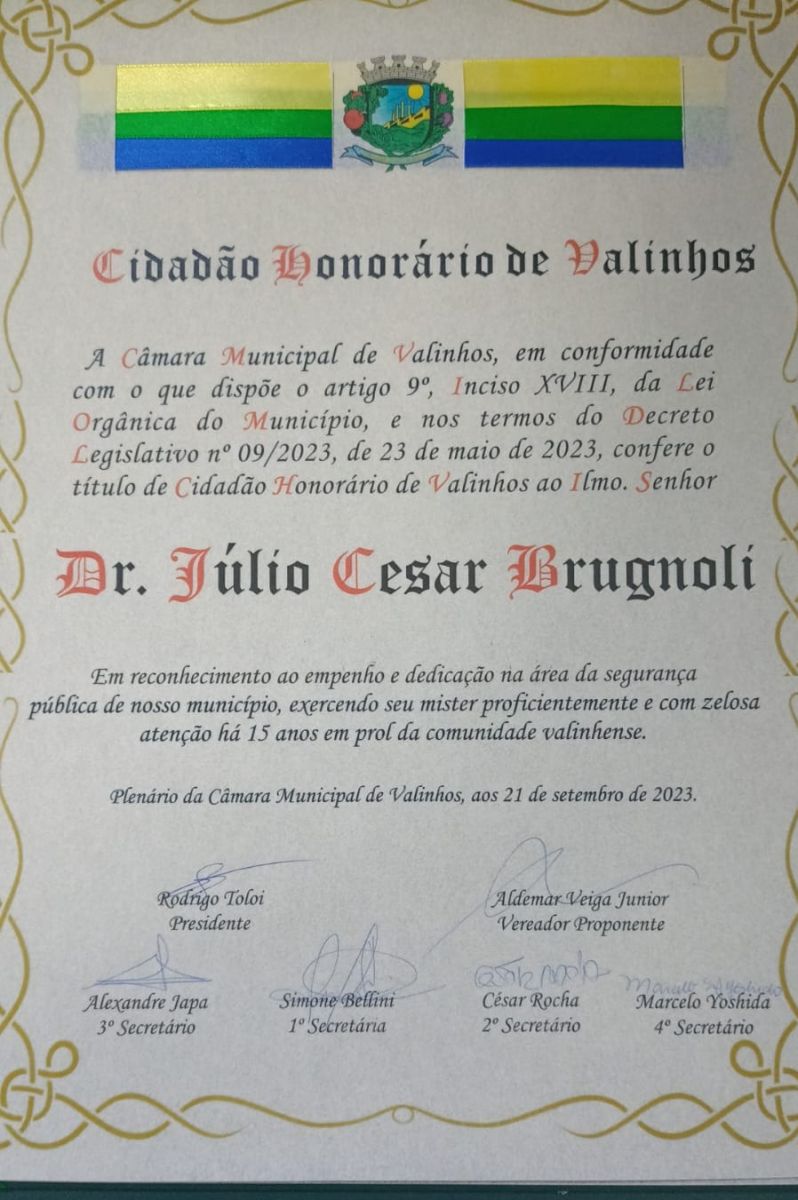 Cidadão Honorário de Valinhos
A Câmara Municipal de Valinhos, em conformidade
com o que dispõe o artigo 9º, Inciso XVIII, da Lei
Orgânica do Município, e nos termos do Decreto
Legislativo nº 09/2023, de 23 de maio de 2023, confere o
título de Cidadão Honorário de Valinhos ao Ilmo. Senhor
Dr. Júlio Cesar Brugnoli
Em reconhecimento ao empenho e dedicação na área da segurança
pública de nosso município, exercendo seu mister proficientemente e com zelosa
atenção há 15 anos em prol da comunidade valinhense.
Plenário da Câmara Municipal de Valinhos, aos 21 de setembro de 2023.
Rodrigo Toloi
Presidente
Aldemar Veiga Junior
Vereador Proponente
Alexandre Japa
3º Secretário
Simone Bellini
1º Secretária
César Rocha
2º Secretário
Marcelo Yoshida
4º Secretário